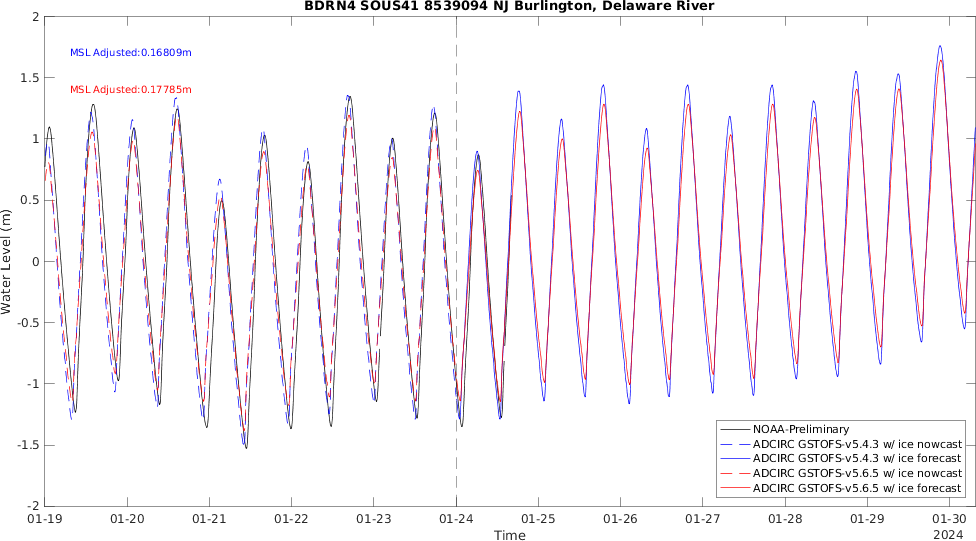 BDRN4 SOUS41 8539094 NJ Burlington, Delaware River
2
1.5
1
0.5
0
-0.5
-1
-1.5
-2
Water Level (m)
MSL Adjusted:0.16809m
MSL Adjusted:0.17785m
NOAA-Preliminary
ADCIRC GSTOFS-v5.4.3 w/ ice nowcast
ADCIRC GSTOFS-v5.4.3 w/ ice forecast
ADCIRC GSTOFS-v5.6.5 w/ ice nowcast
ADCIRC GSTOFS-v5.6.5 w/ ice forecast
01-19 01-20 01-21 01-22 01-23 01-24 01-25 01-26 01-27 01-28 01-29 01-30
Time
2024